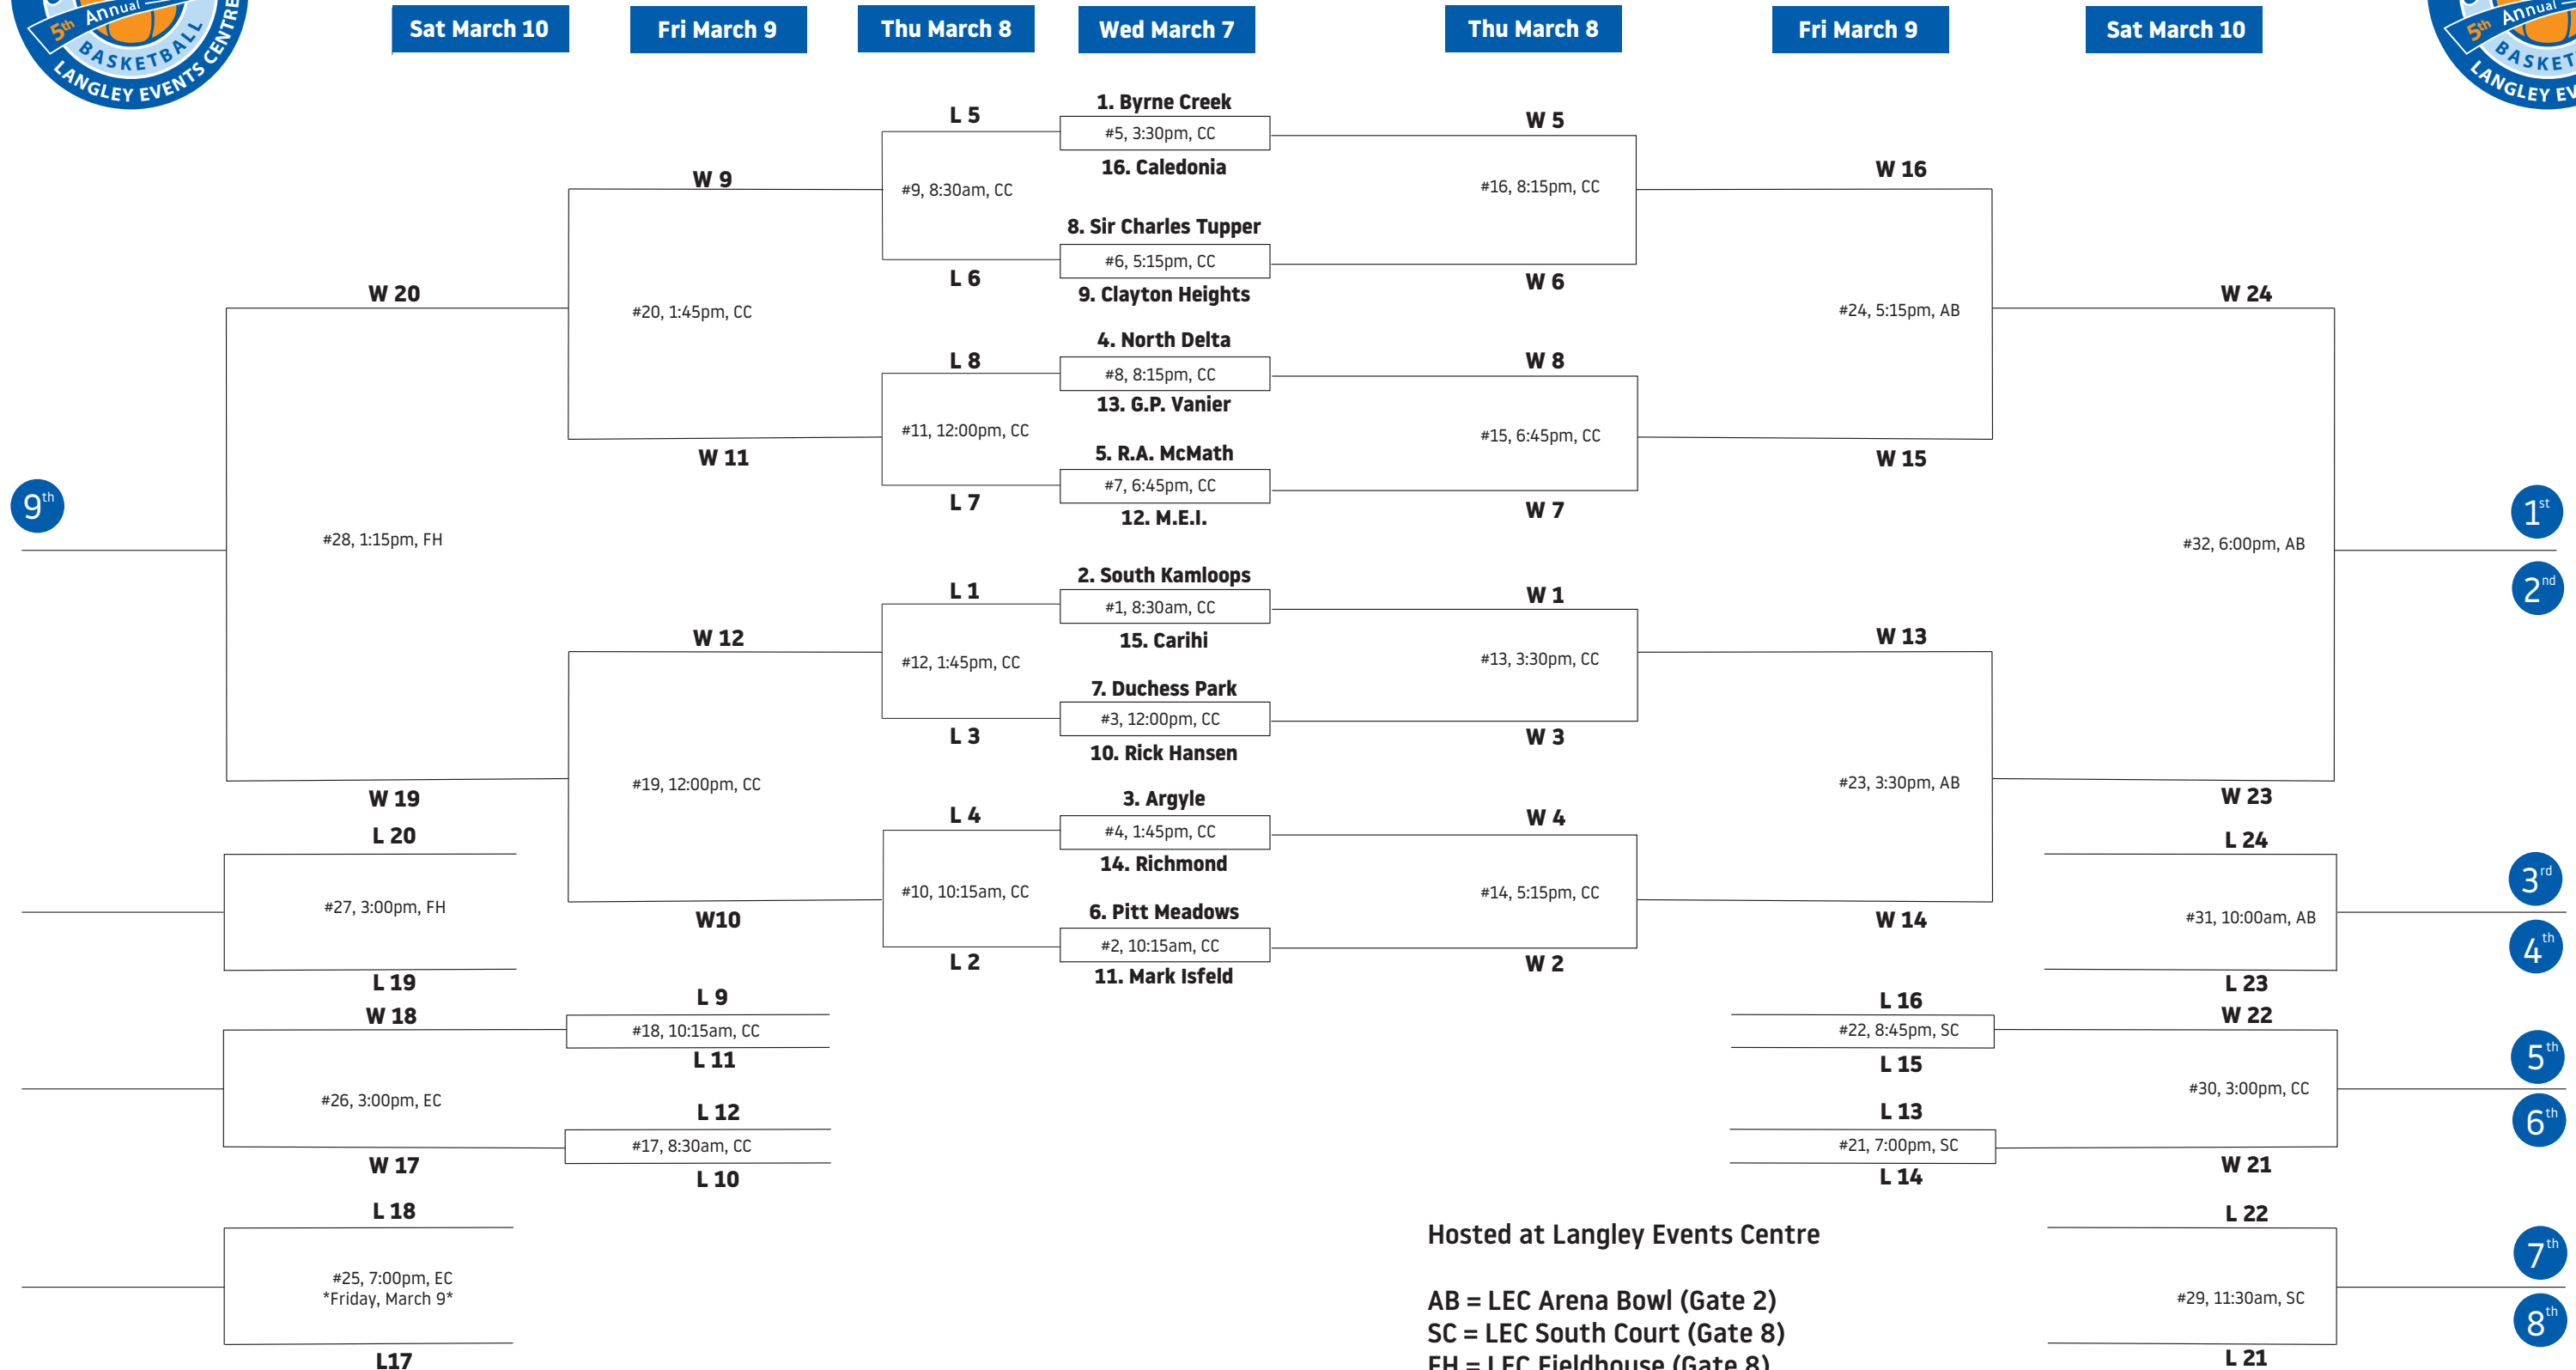 5th Annual
BASKETBALL
LANGLEY EVENTS CENTRE
Sat March 10
Fri March 9
Thu March 8
Wed March 7
Thu March 8
Fri March 9
Sat March 10
5th Annual
L 5
1. Byrne Creek
#5, 3:30pm, CC
16. Caledonia
W 5
W 9
#9, 8:30am, CC
#16, 8:15pm, CC
W 16
L 6
8. Sir Charles Tupper
#6, 5:15pm, CC
9. Clayton Heights
W 6
W 20
#20, 1:45pm, CC
#24, 5:15pm, AB
W 24
L 8
4. North Delta
#8, 8:15pm, CC
13. G.P. Vanier
W 8
W 11
#11, 12:00pm, CC
#15, 6:45pm, CC
W 15
L 7
5. R.A. McMath
#7, 6:45pm, CC
12. M.E.I.
W 7
9th
#28, 1:15pm, FH
#32, 6:00pm, AB
1st
2nd
L 1
2. South Kamloops
#1, 8:30am, CC
15. Carihi
W 1
W 12
#12, 1:45pm, CC
#13, 3:30pm, CC
W 13
L 3
7. Duchess Park
#3, 12:00pm, CC
10. Rick Hansen
W 3
W 19
#19, 12:00pm, CC
#23, 3:30pm, AB
W 23
L 4
3. Argyle
#4, 1:45pm, CC
14. Richmond
W 4
W10
#10, 10:15am, CC
#14, 5:15pm, CC
W 14
L 2
6. Pitt Meadows
#2, 10:15am, CC
11. Mark Isfeld
W 2
L 20
#27, 3:00pm, FH
L 19
L 24
#31, 10:00am, AB
L 23
3rd
4th
W 18
L 9
#18, 10:15am, CC
L 11
#26, 3:00pm, EC
L 12
#17, 8:30am, CC
L 10
W 17
L 16
#22, 8:45pm, SC
L 15
W 22
L 13
#21, 7:00pm, SC
L 14
#30, 3:00pm, CC
W 21
5th
6th
L 18
#25, 7:00pm, EC
*Friday, March 9*
L17
Hosted at Langley Events Centre
AB = LEC Arena Bowl (Gate 2)
SC = LEC South Court (Gate 8)
FH = LEC Fieldhouse (Gate 8)
L 22
#29, 11:30am, SC
L 21
7th
8th